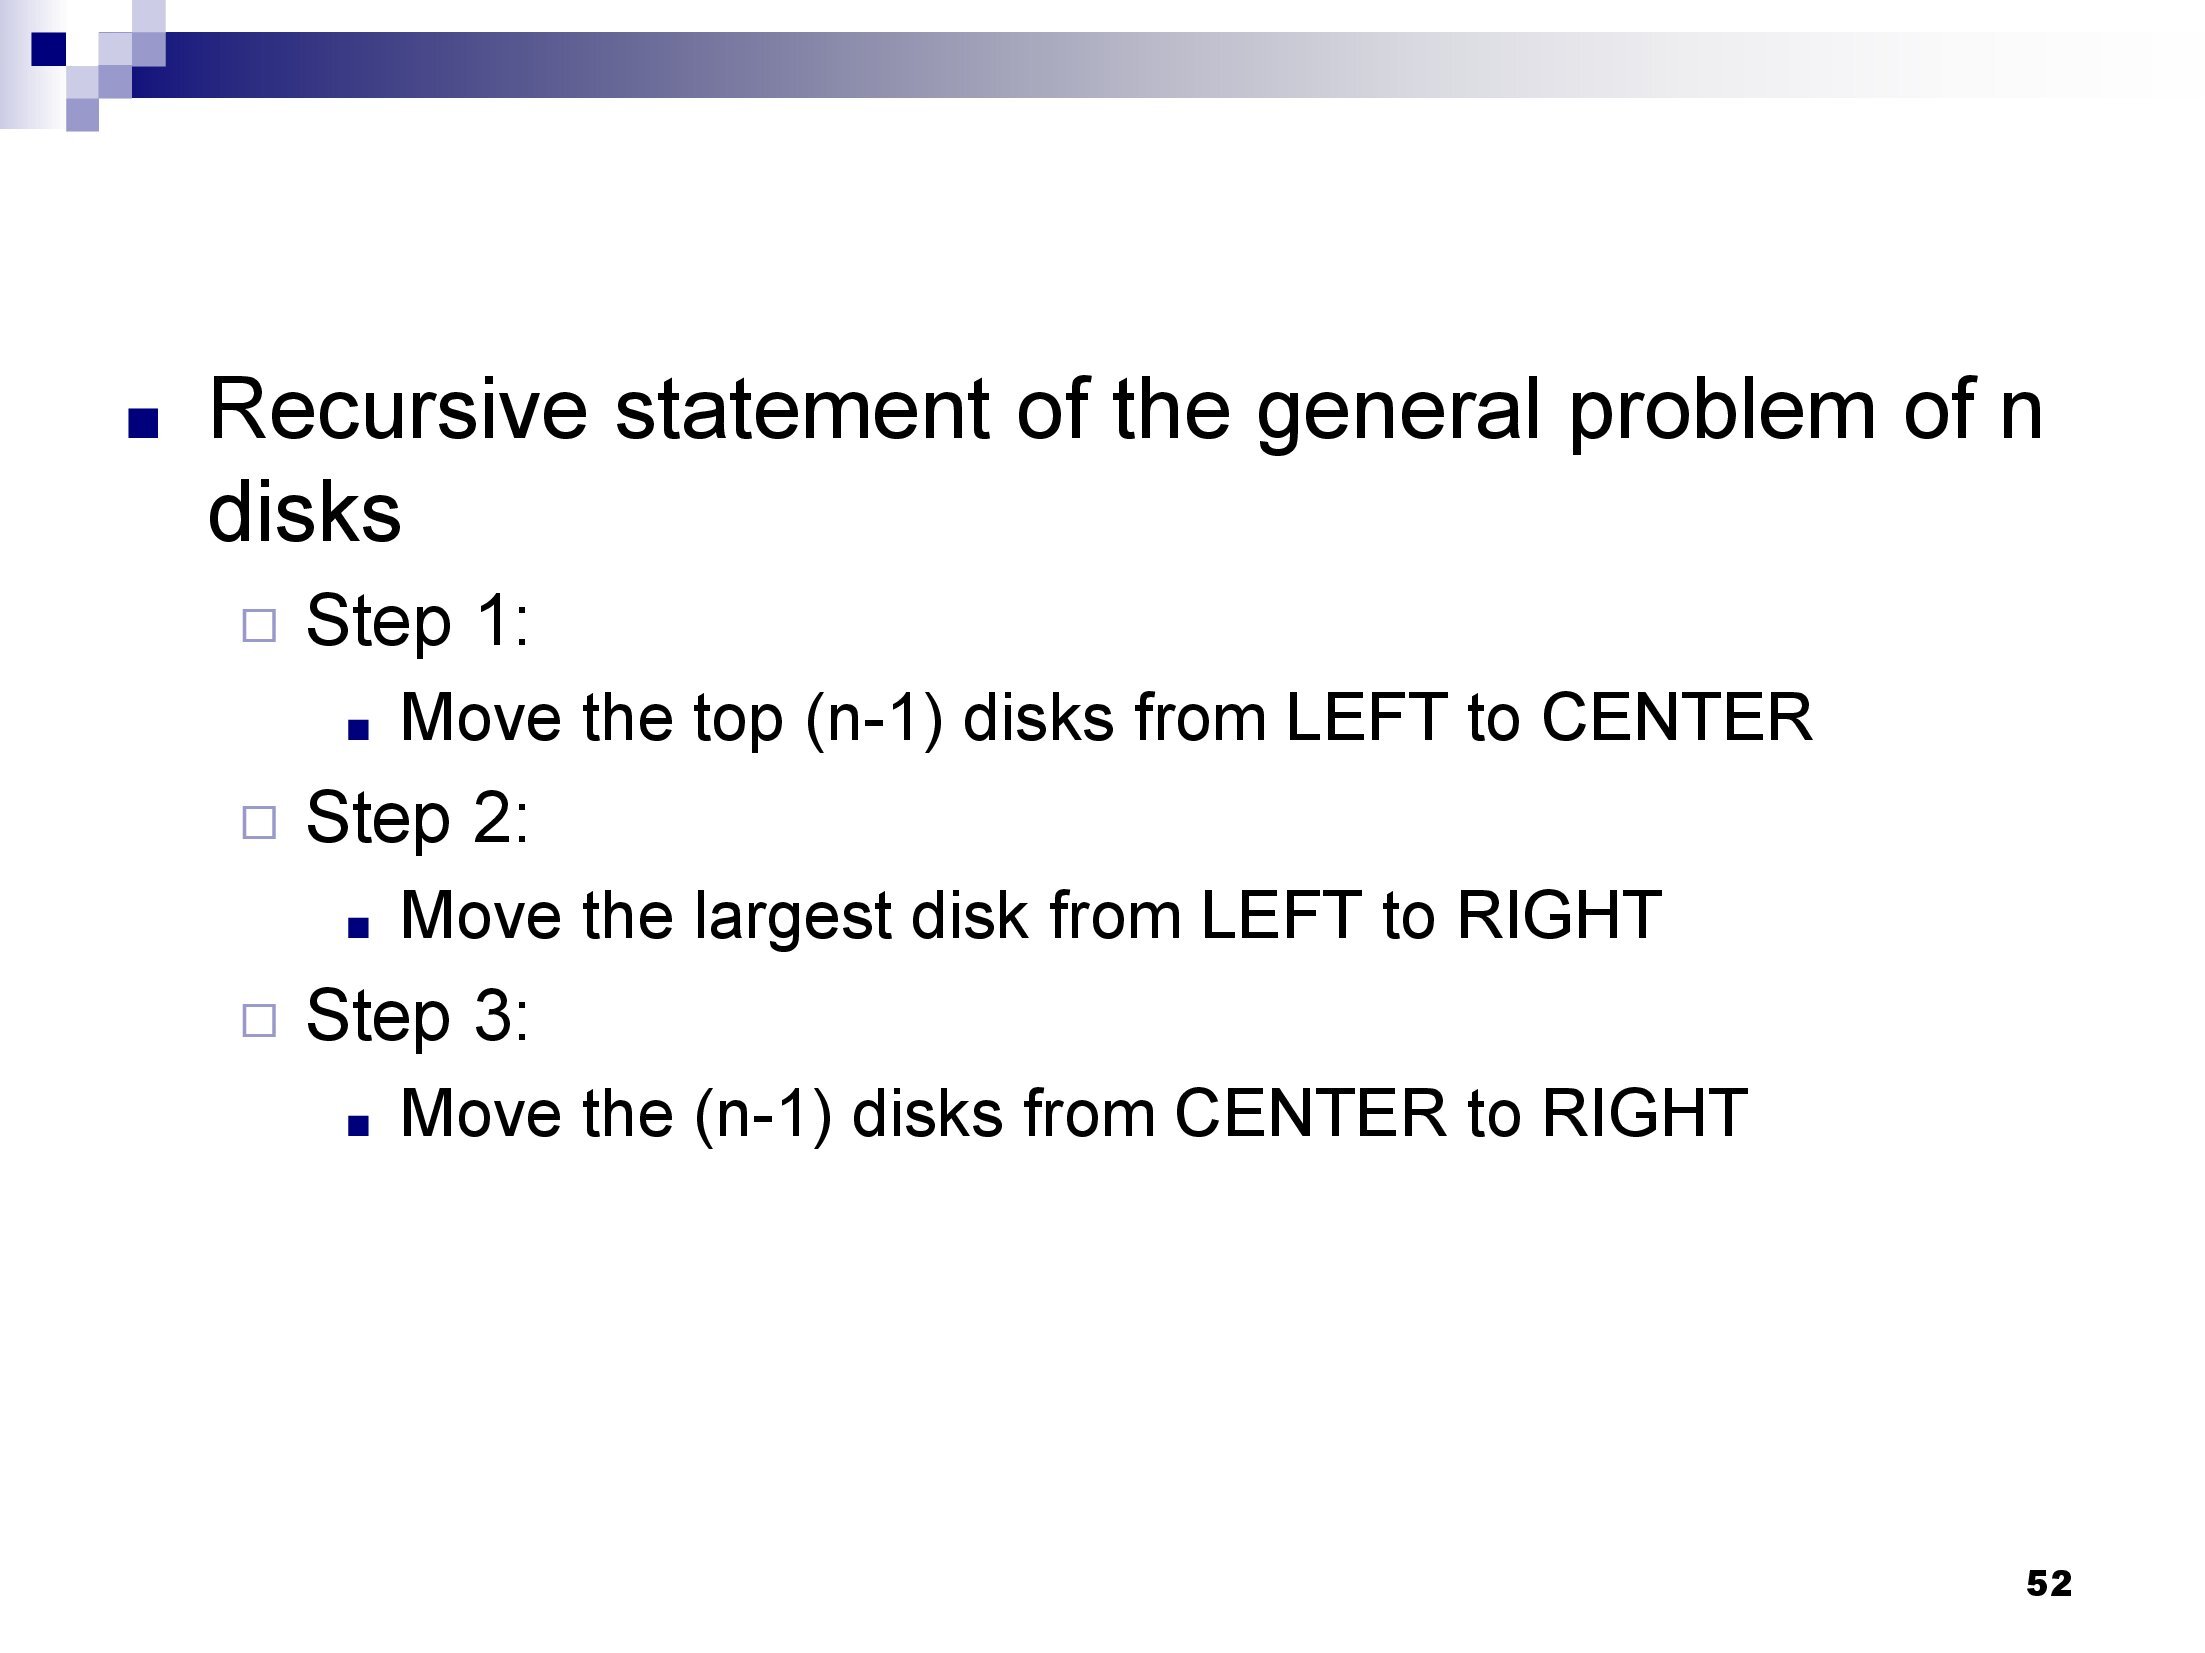 Recursive statement of the general problem of n
disks
Step 1:
Move the top (n-1) disks from LEFT to CENTER
Step 2:
Move the largest disk from LEFT to RIGHT
Step 3:
Move the (n-1) disks from CENTER to RIGHT
52